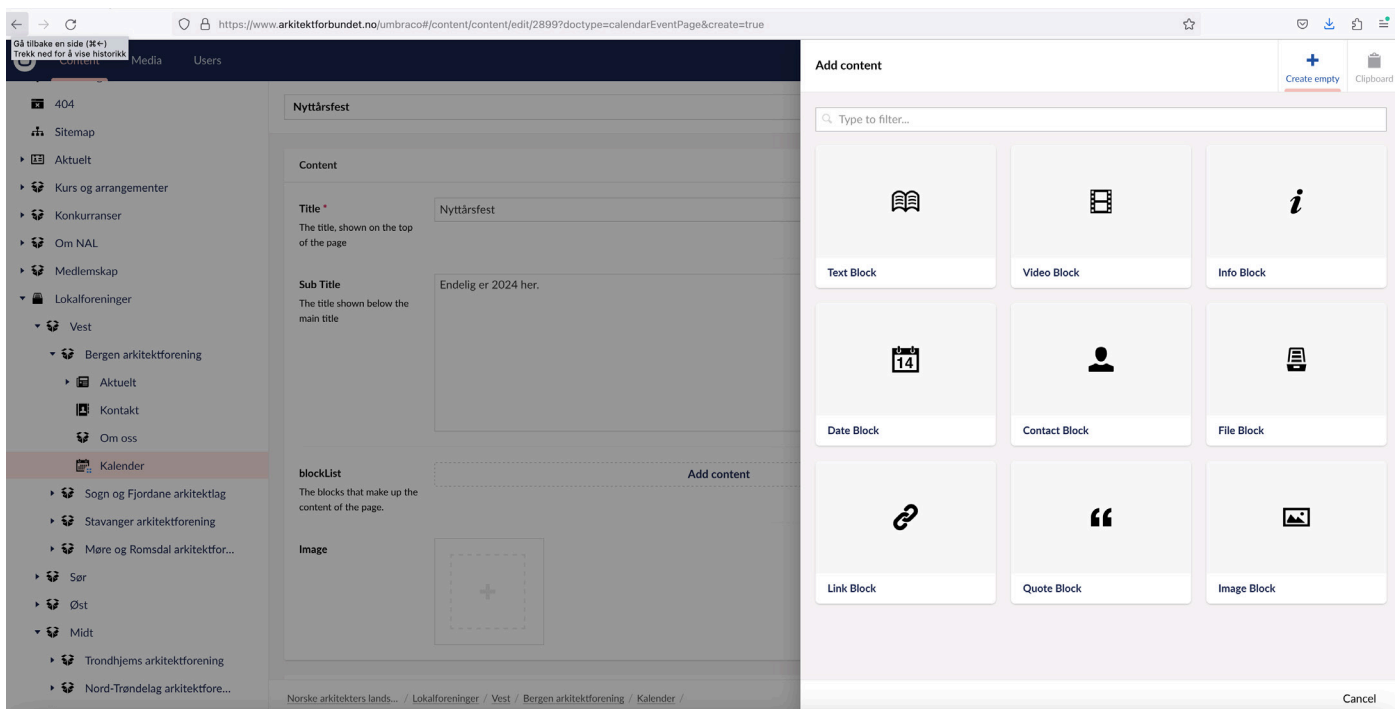 https://www.arkitektforbundet.no/umbraco#/content/content/edit/2899?doctype=calendarEventPage&create=true
Gå tilbake en side (⌘←)
Trekk ned for å vise historikk
Content
Media
Users
404
Sitemap
Aktuelt
Kurs og arrangementer
Konkurranser
Om NAL
Medlemskap
Lokalforeninger
Vest
Bergen arkitektforening
Aktuelt
Kontakt
Om oss
Kalender
Sogn og Fjordane arkitektlag
Stavanger arkitektforening
Møre og Romsdal arkitektfor...
Sør
Øst
Midt
Trondhjems arkitektforening
Nord-Trøndelag arkitektfore...
Nyttårsfest
Content
Title *
Nyttårsfest
The title, shown on the top
of the page
Sub Title
Endelig er 2024 her.
The title shown below the
main title
blockList
Add content
The blocks that make up the
content of the page.
Image
Norske arkitekters lands... / Lokalforeninger / Vest / Bergen arkitektforening / Kalender /
Add content
Create empty
Clipboard
Type to filter...
Text Block
Video Block
Info Block
14
Date Block
Contact Block
File Block
Link Block
Quote Block
Image Block
Cancel